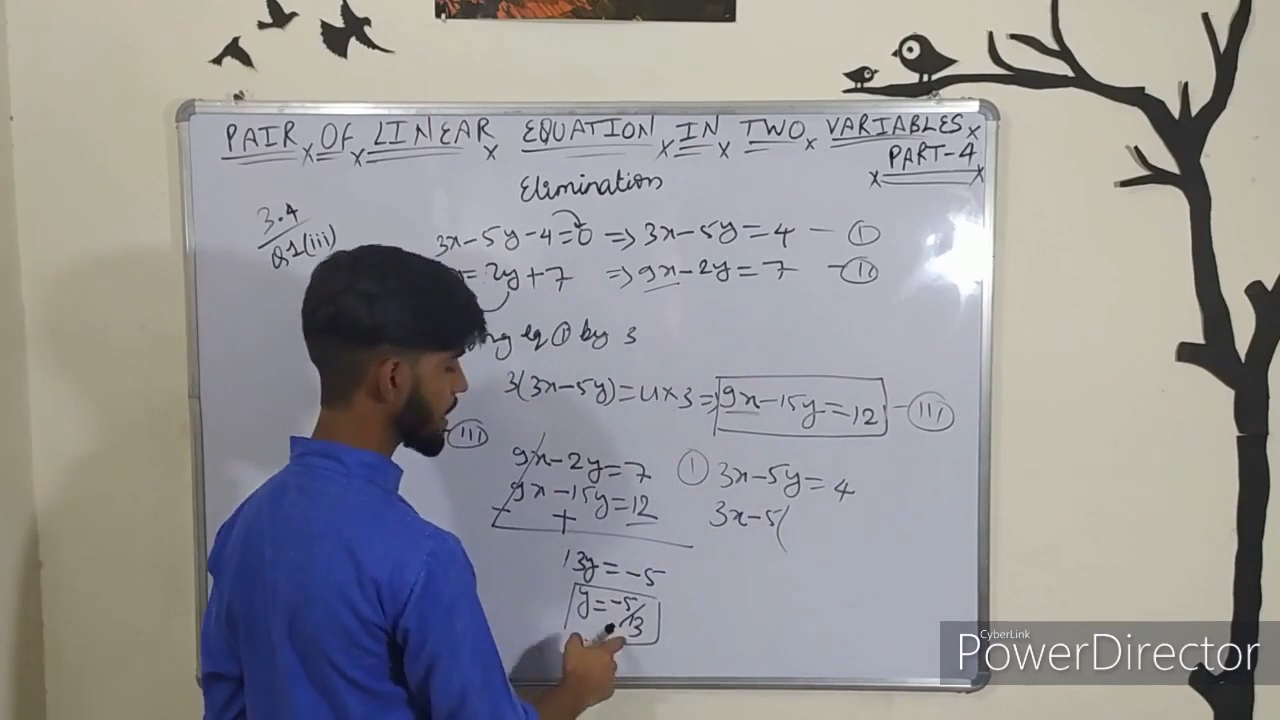 PAIR OF LINEAR EQUATION IN TWO VARIABLES
PART-4
Elimination
3.4
Q1(iii)
3x-5y-4=0 => 3x-5y=4 - (I)
= 2y+7 => 9x-2y=7 - (II)
eq (I) by 3
3(3x-5y)=4×3=> 9x-15y=12 - (III)
(III)
9x-2y=7
9x-15y=12
- +
13y=-5
y=-5/13
(I) 3x-5y=4
3x-5(
CyberLink
PowerDirector